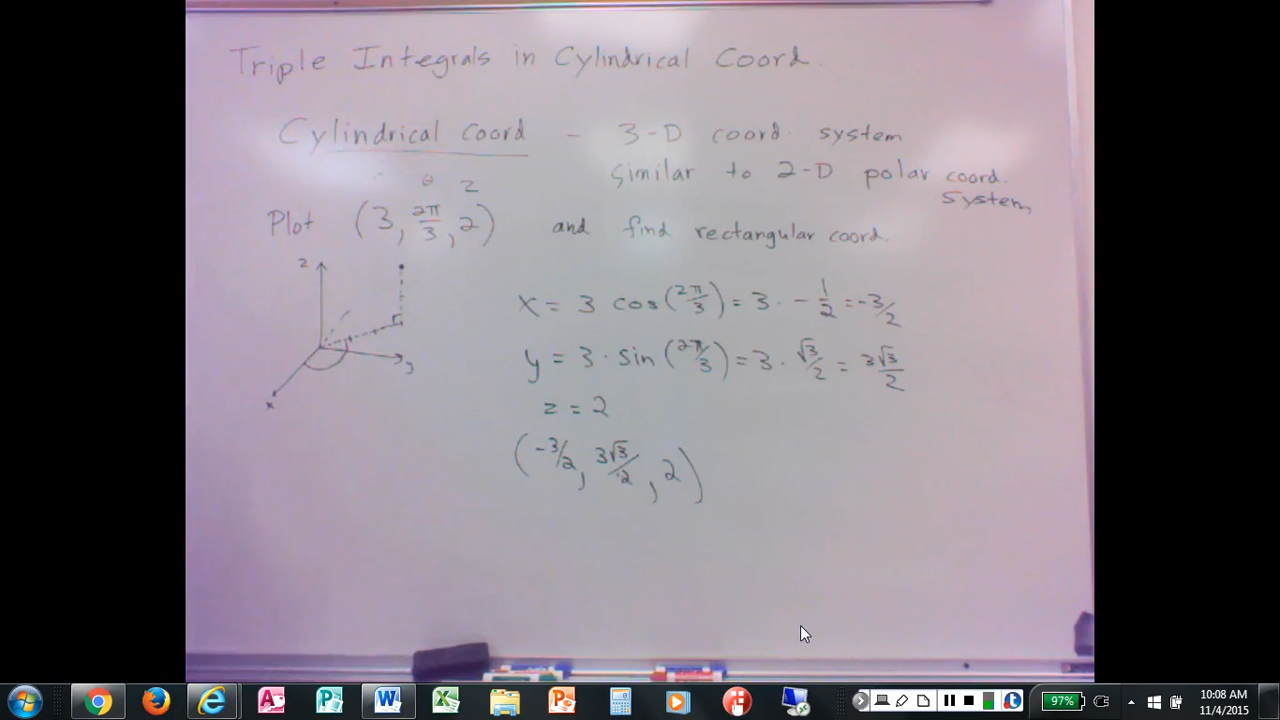 Triple Integrals in Cylindrical Coord.
Cylindrical Coord - 3-D coord. system
similar to 2-D polar coord.
system
θ z
Plot (3, 2π/3, 2) and find rectangular coord.
z
y
x
x = 3 cos(2π/3) = 3 · -1/2 = -3/2
y = 3 · sin(2π/3) = 3 · √3/2 = 3√3/2
z = 2
(-3/2, 3√3/2, 2)
97%
10:08 AM
11/4/2015